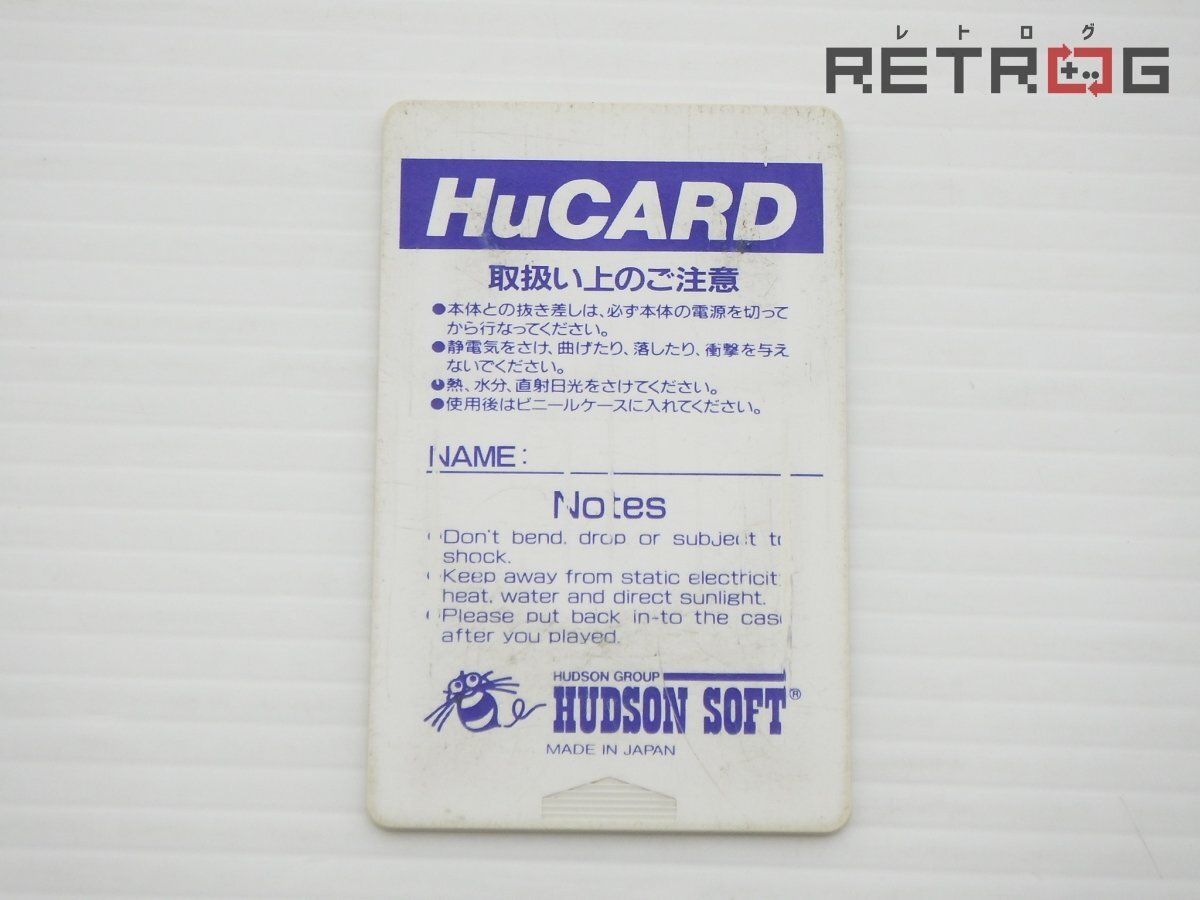 レトログ
RETROG
HuCARD
取扱い上のご注意
●本体との抜き差しは、必ず本体の電源を切って
から行なってください。
●静電気をさけ、曲げたり、落したり、衝撃を与え
ないでください。
●熱、水分、直射日光をさけてください。
●使用後はビニールケースに入れてください。
NAME:
Notes
Don't bend, drop or subject to
shock.
Keep away from static electricit
heat, water and direct sunlight.
Please put back in-to the cas
after you played.
HUDSON GROUP
HUDSON SOFT®
MADE IN JAPAN